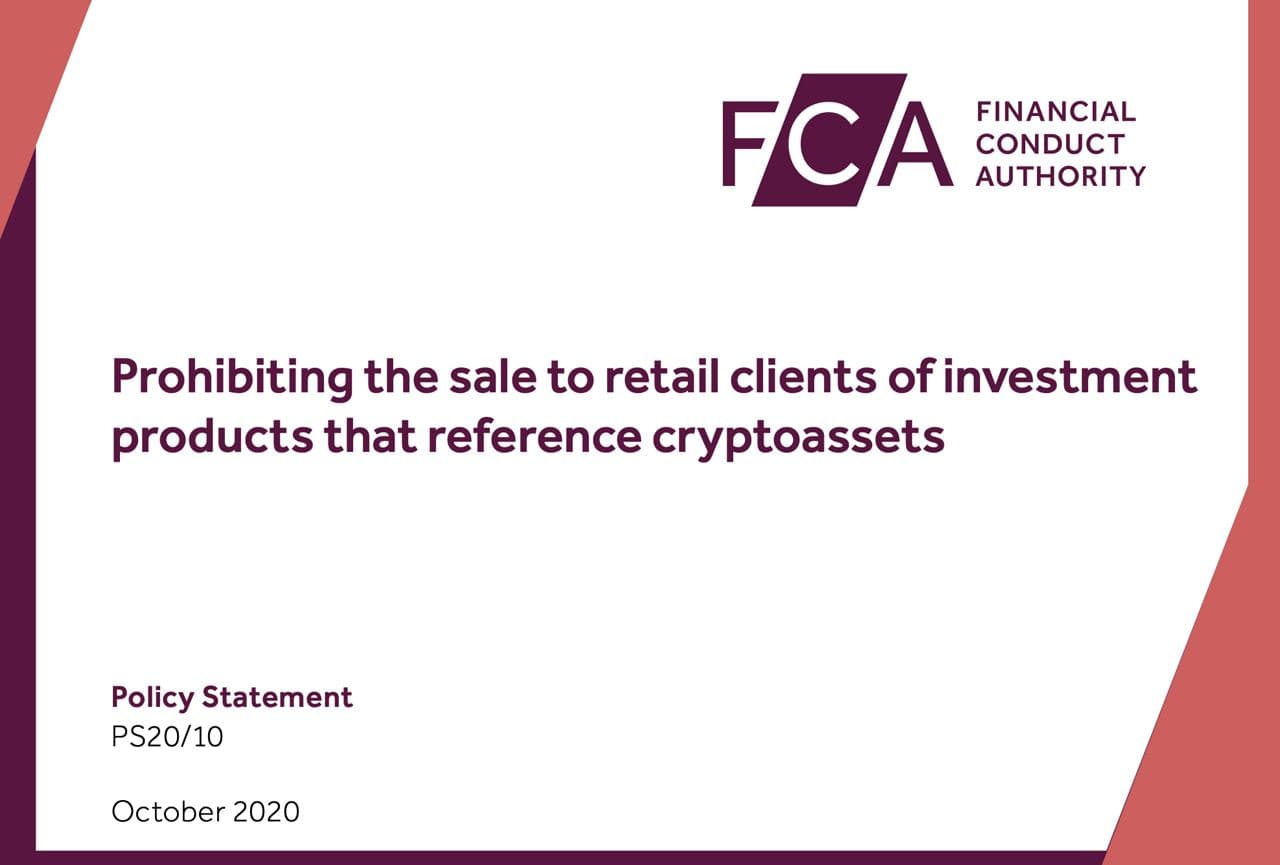 FCA
FINANCIAL
CONDUCT
AUTHORITY
Prohibiting the sale to retail clients of investment
products that reference cryptoassets
Policy Statement
PS20/10
October 2020